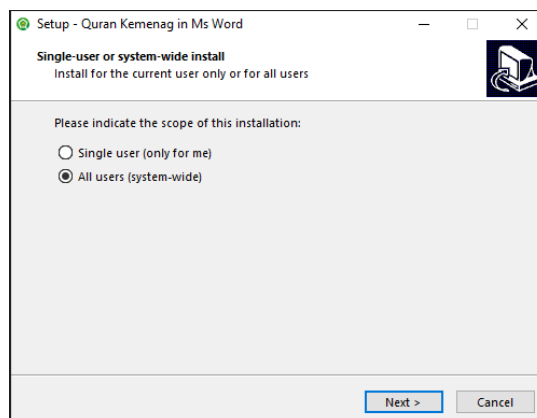 Setup - Quran Kemenag in Ms Word
Single-user or system-wide install
Install for the current user only or for all users
Please indicate the scope of this installation:
Single user (only for me)
All users (system-wide)
Next >
Cancel